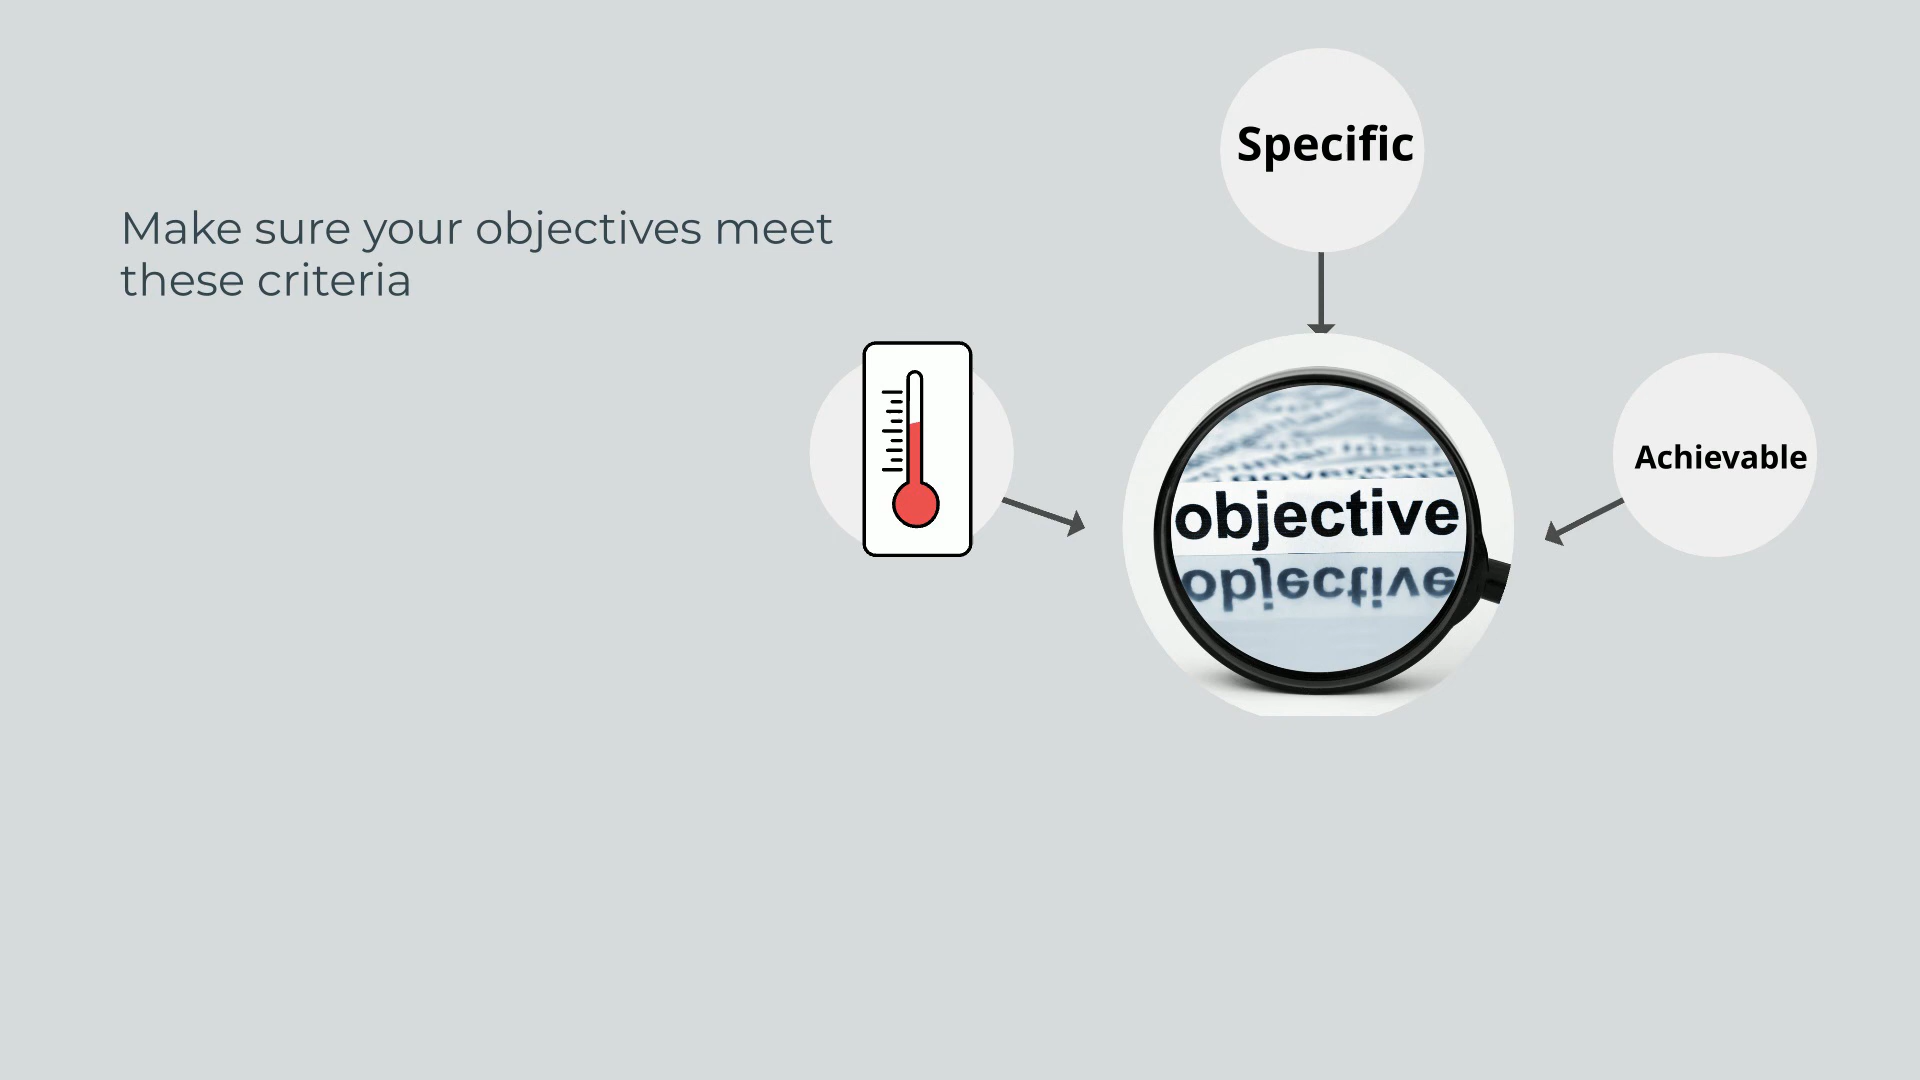 Specific
Make sure your objectives meet
these criteria
Achievable
objective
objective